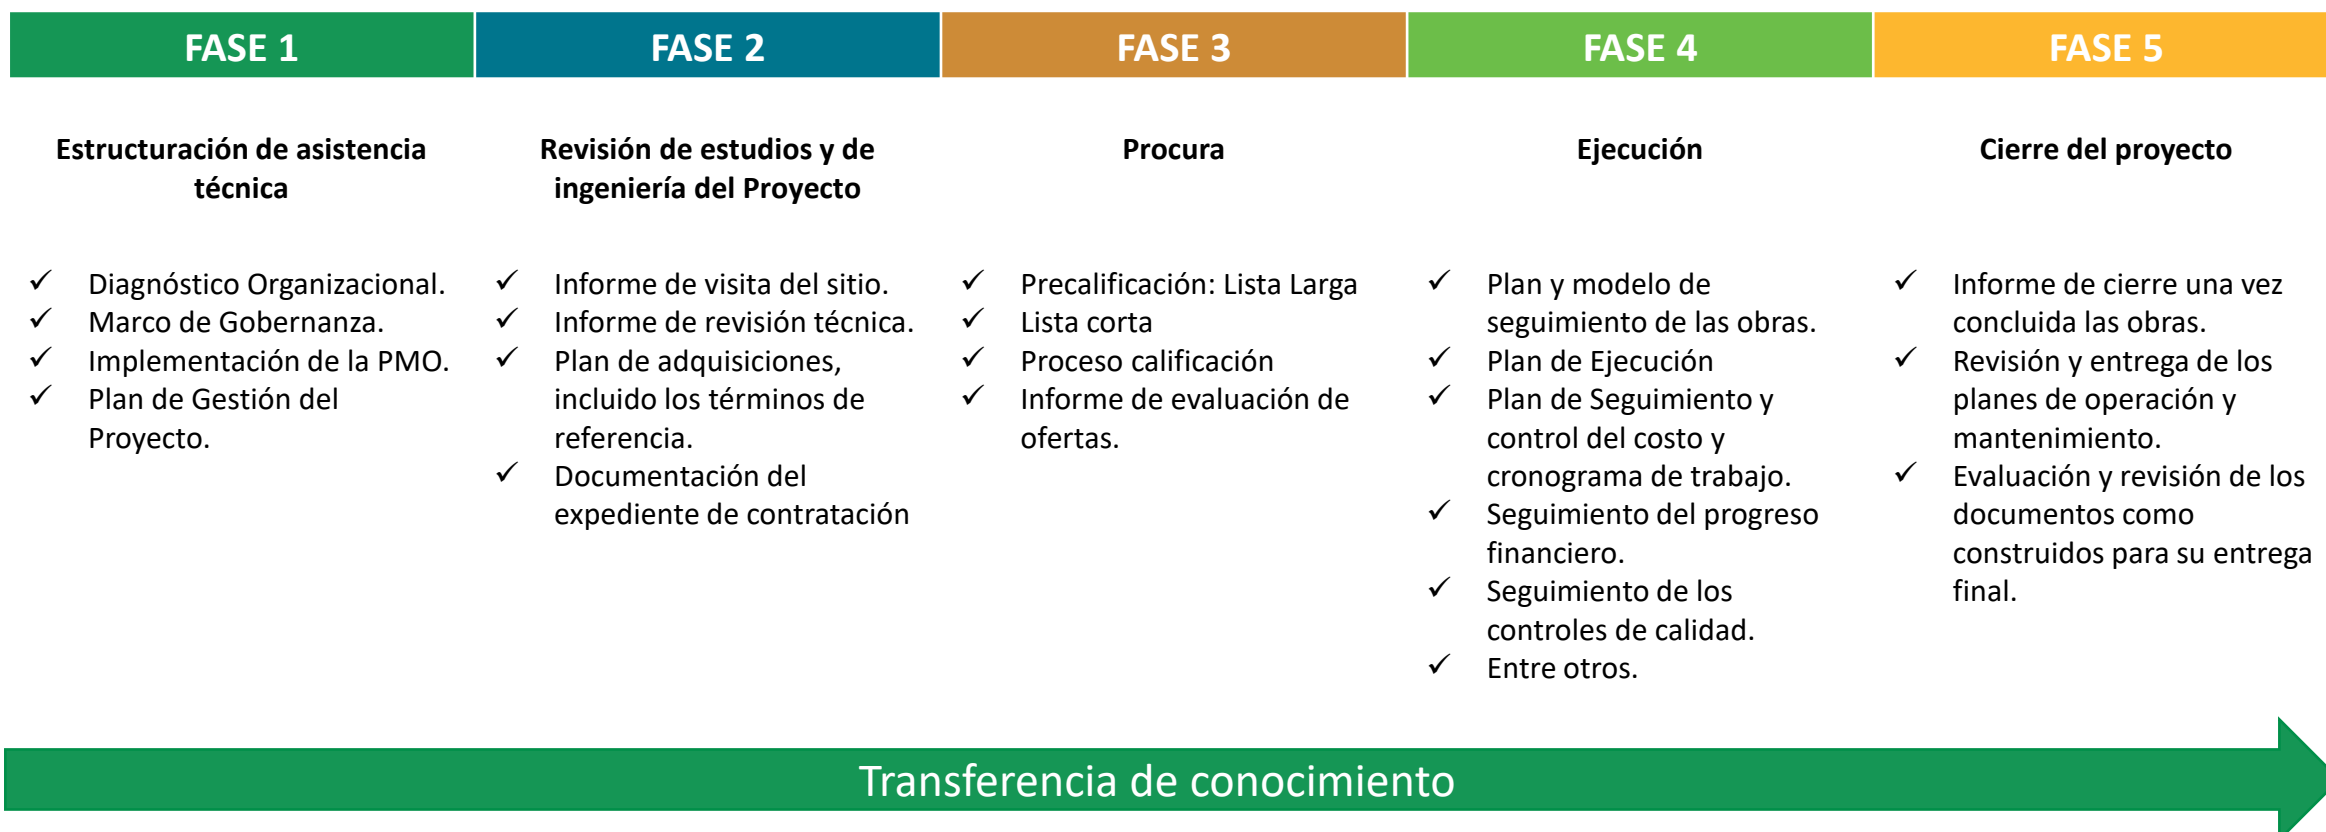 FASE 1
FASE 2
FASE 3
FASE 4
FASE 5
Estructuración de asistencia
técnica
Revisión de estudios y de
ingeniería del Proyecto
Procura
Ejecución
Cierre del proyecto
✓ Diagnóstico Organizacional.
✓ Marco de Gobernanza.
✓ Implementación de la PMO.
✓ Plan de Gestión del
Proyecto.
✓ Informe de visita del sitio.
✓ Informe de revisión técnica.
✓ Plan de adquisiciones,
incluido los términos de
referencia.
✓ Documentación del
expediente de contratación
✓ Precalificación: Lista Larga
✓ Lista corta
✓ Proceso calificación
✓ Informe de evaluación de
ofertas.
✓ Plan y modelo de
seguimiento de las obras.
✓ Plan de Ejecución
✓ Plan de Seguimiento y
control del costo y
cronograma de trabajo.
✓ Seguimiento del progreso
financiero.
✓ Seguimiento de los
controles de calidad.
✓ Entre otros.
✓ Informe de cierre una vez
concluida las obras.
✓ Revisión y entrega de los
planes de operación y
mantenimiento.
✓ Evaluación y revisión de los
documentos como
construidos para su entrega
final.
Transferencia de conocimiento